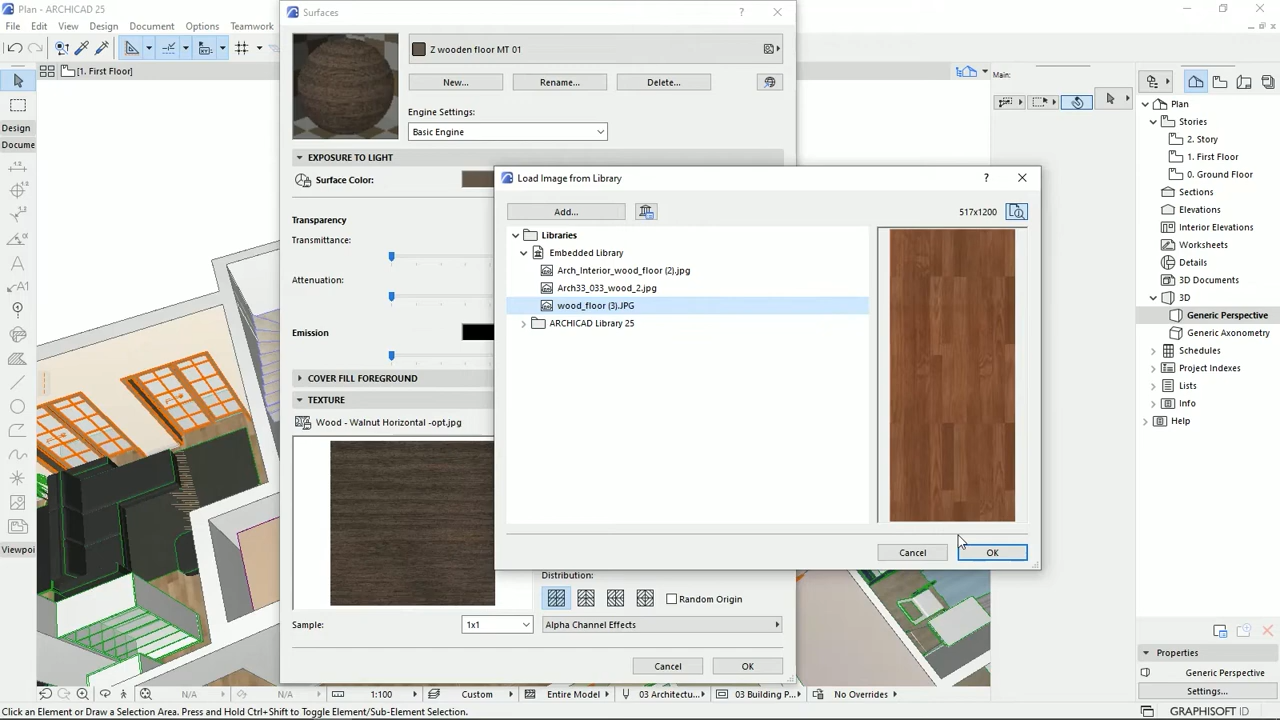 Plan - ARCHICAD 25
File Edit View Design Document Options Teamwork
[1. First Floor]
Design
Docume
1.2
A
A1
Viewpoi
Surfaces
?
Z wooden floor MT 01
New...
Rename...
Delete...
Engine Settings:
Basic Engine
EXPOSURE TO LIGHT
Surface Color:
Transparency
Transmittance:
Attenuation:
Emission
COVER FILL FOREGROUND
TEXTURE
Wood - Walnut Horizontal -opt.jpg
Distribution:
Random Origin
Sample:
1x1
Alpha Channel Effects
Cancel
OK
Load Image from Library
?
Add...
517x1200
Libraries
Embedded Library
Arch_Interior_wood_floor (2).jpg
Arch33_033_wood_2.jpg
wood_floor (3).JPG
ARCHICAD Library 25
Cancel
OK
Main:
Plan
Stories
2. Story
1. First Floor
0. Ground Floor
Sections
Elevations
Interior Elevations
Worksheets
Details
3D Documents
3D
Generic Perspective
Generic Axonometry
Schedules
Project Indexes
Lists
Info
Help
Properties
Generic Perspective
Settings...
N/A
N/A
1:100
Custom
Entire Model
03 Architectu...
03 Building P...
No Overrides
Click an Element or Draw a Selection Area. Press and Hold Ctrl+Shift to Toggle Element/Sub-Element Selection.
GRAPHISOFT ID